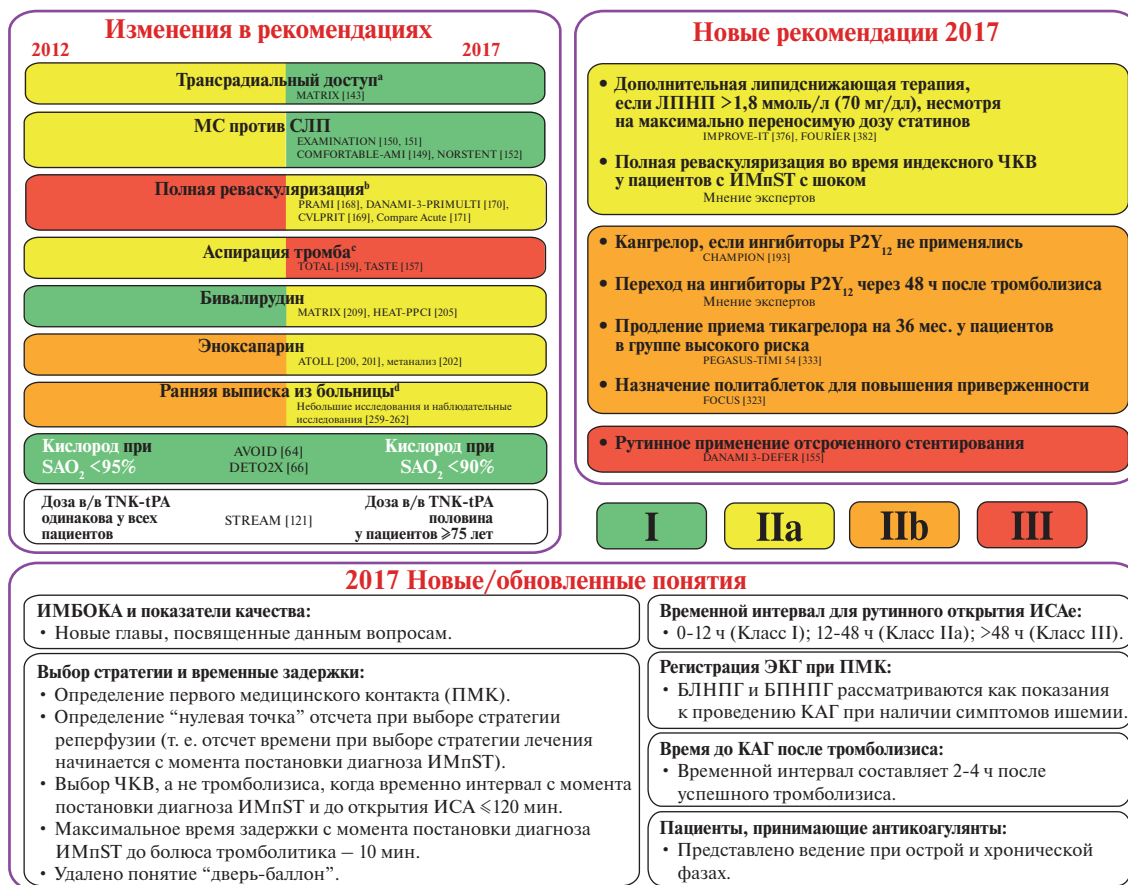 Изменения в рекомендациях
2012 2017
Трансрадиальный доступᵃ
MATRIX [143]
МС против СЛП
EXAMINATION [150, 151]
COMFORTABLE-AMI [149], NORSTENT [152]
Полная реваскуляризацияᵇ
PRAMI [168], DANAMI-3-PRIMULTI [170],
CVLPRIT [169], Compare Acute [171]
Аспирация тромбаᶜ
TOTAL [159], TASTE [157]
Бивалирудин
MATRIX [209], HEAT-PPCI [205]
Эноксапарин
ATOLL [200, 201], метанализ [202]
Ранняя выписка из больницыᵈ
Небольшие исследования и наблюдательные
исследования [259-262]
Кислород при
SAO₂ <95%
AVOID [64]
DETO2X [66]
Кислород при
SAO₂ <90%
Доза в/в TNK-tPA
одинакова у всех
пациентов
STREAM [121]
Доза в/в TNK-tPA
половина
у пациентов ⩾75 лет
Новые рекомендации 2017
• Дополнительная липидснижающая терапия,
если ЛПНП >1,8 ммоль/л (70 мг/дл), несмотря
на максимально переносимую дозу статинов
IMPROVE-IT [376], FOURIER [382]
• Полная реваскуляризация во время индексного ЧКВ
у пациентов с ИМпST с шоком
Мнение экспертов
• Кангрелор, если ингибиторы P2Y₁₂ не применялись
CHAMPION [193]
• Переход на ингибиторы P2Y₁₂ через 48 ч после тромболизиса
Мнение экспертов
• Продление приема тикагрелора на 36 мес. у пациентов
в группе высокого риска
PEGASUS-TIMI 54 [333]
• Назначение политаблеток для повышения приверженности
FOCUS [323]
• Рутинное применение отсроченного стентирования
DANAMI 3-DEFER [155]
I IIa IIb III
2017 Новые/обновленные понятия
ИМБОКА и показатели качества:
• Новые главы, посвященные данным вопросам.
Выбор стратегии и временные задержки:
• Определение первого медицинского контакта (ПМК).
• Определение “нулевая точка” отсчета при выборе стратегии
реперфузии (т. е. отсчет времени при выборе стратегии лечения
начинается с момента постановки диагноза ИМпST).
• Выбор ЧКВ, а не тромболизиса, когда временно интервал с момента
постановки диагноза ИМпST и до открытия ИСА ⩽120 мин.
• Максимальное время задержки с момента постановки диагноза
ИМпST до болюса тромболитика – 10 мин.
• Удалено понятие “дверь-баллон”.
Временной интервал для рутинного открытия ИСАe:
• 0-12 ч (Класс I); 12-48 ч (Класс IIa); >48 ч (Класс III).
Регистрация ЭКГ при ПМК:
• БЛНПГ и БПНПГ рассматриваются как показания
к проведению КАГ при наличии симптомов ишемии.
Время до КАГ после тромболизиса:
• Временной интервал составляет 2-4 ч после
успешного тромболизиса.
Пациенты, принимающие антикоагулянты:
• Представлено ведение при острой и хронической
фазах.